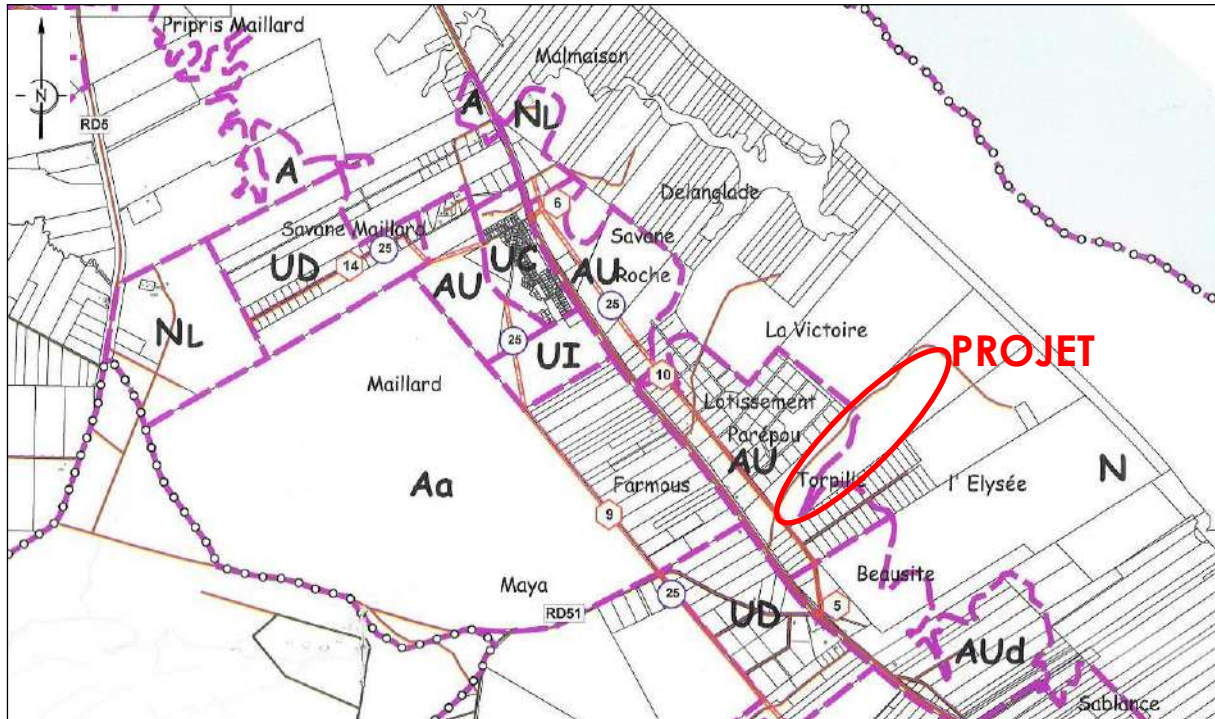 Pripris Maillard
Malmaison
N
RD5
A
NL
A
Delanglade
6
Savane Maillard
Savane
25
UC
UD
14
AU
Roche
AU
25
La Victoire
NL
25
UI
PROJET
Maillard
10
Lotissement
Parépou
AU
Aa
Farmous
Torpille
l' Elysée
N
9
Maya
Beausite
25
RD51
UD
5
AUd
Sablance